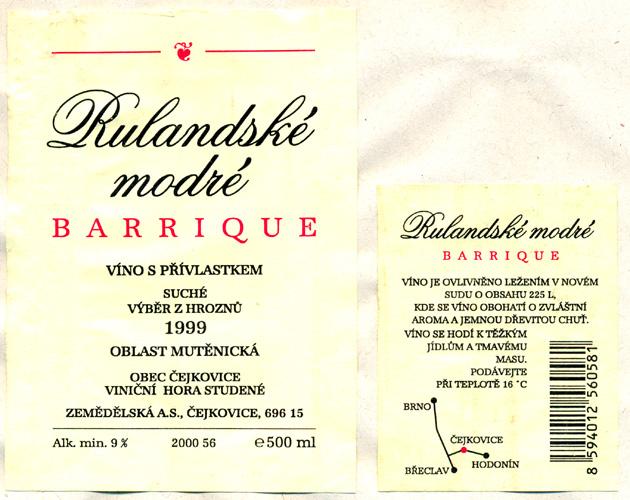 Rulandské
modré
BARRIQUE
VÍNO S PŘÍVLASTKEM
SUCHÉ
VÝBĚR Z HROZNŮ
1999
OBLAST MUTĚNICKÁ
OBEC ČEJKOVICE
VINIČNÍ HORA STUDENÉ
ZEMĚDĚLSKÁ A.S., ČEJKOVICE, 696 15
Alk. min. 9 % 2000 56 ℮ 500 ml
Rulandské modré
BARRIQUE
VÍNO JE OVLIVNĚNO LEŽENÍM V NOVÉM
SUDU O OBSAHU 225 L,
KDE SE VÍNO OBOHATÍ O ZVLÁŠTNÍ
AROMA A JEMNOU DŘEVITOU CHUŤ.
VÍNO SE HODÍ K TĚŽKÝM
JÍDLŮM A TMAVÉMU
MASU.
PODÁVEJTE
PŘI TEPLOTĚ 16 °C
BRNO
ČEJKOVICE
HODONÍN
BŘECLAV
8 594012 560581